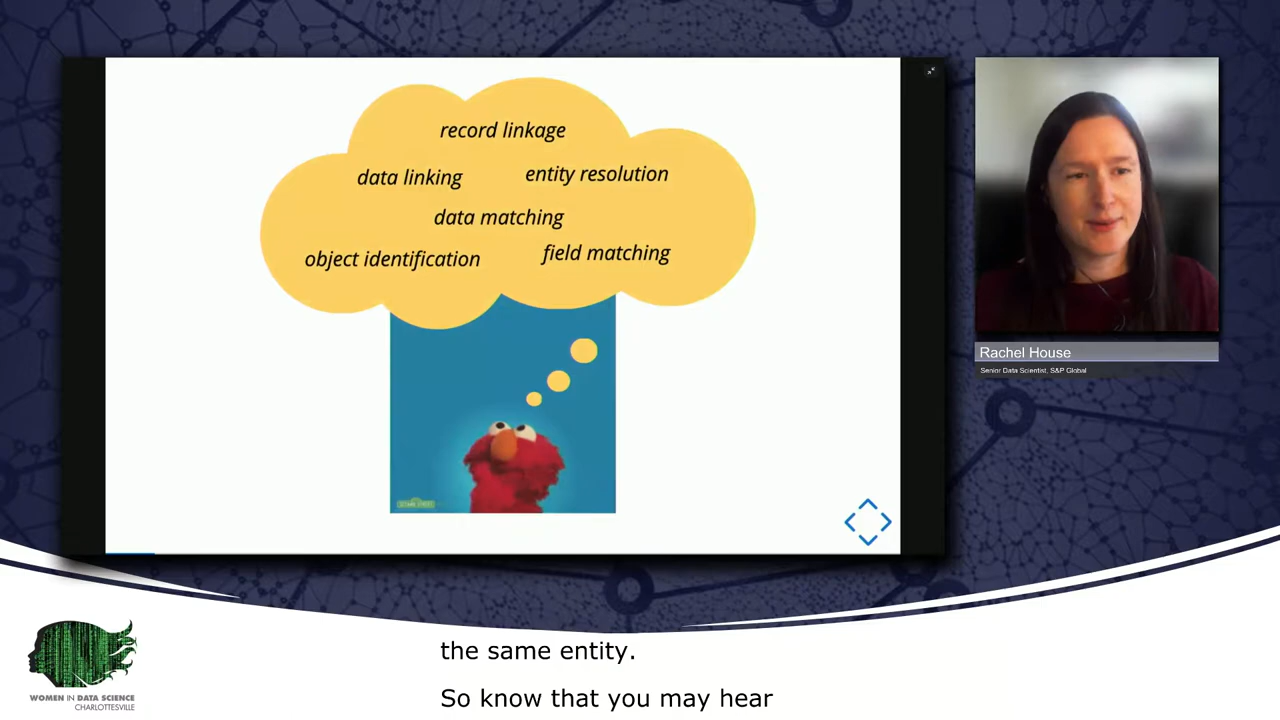 record linkage
data linking
entity resolution
data matching
object identification
field matching
Rachel House
Senior Data Scientist, S&P Global
the same entity.
So know that you may hear
WOMEN IN DATA SCIENCE
CHARLOTTESVILLE